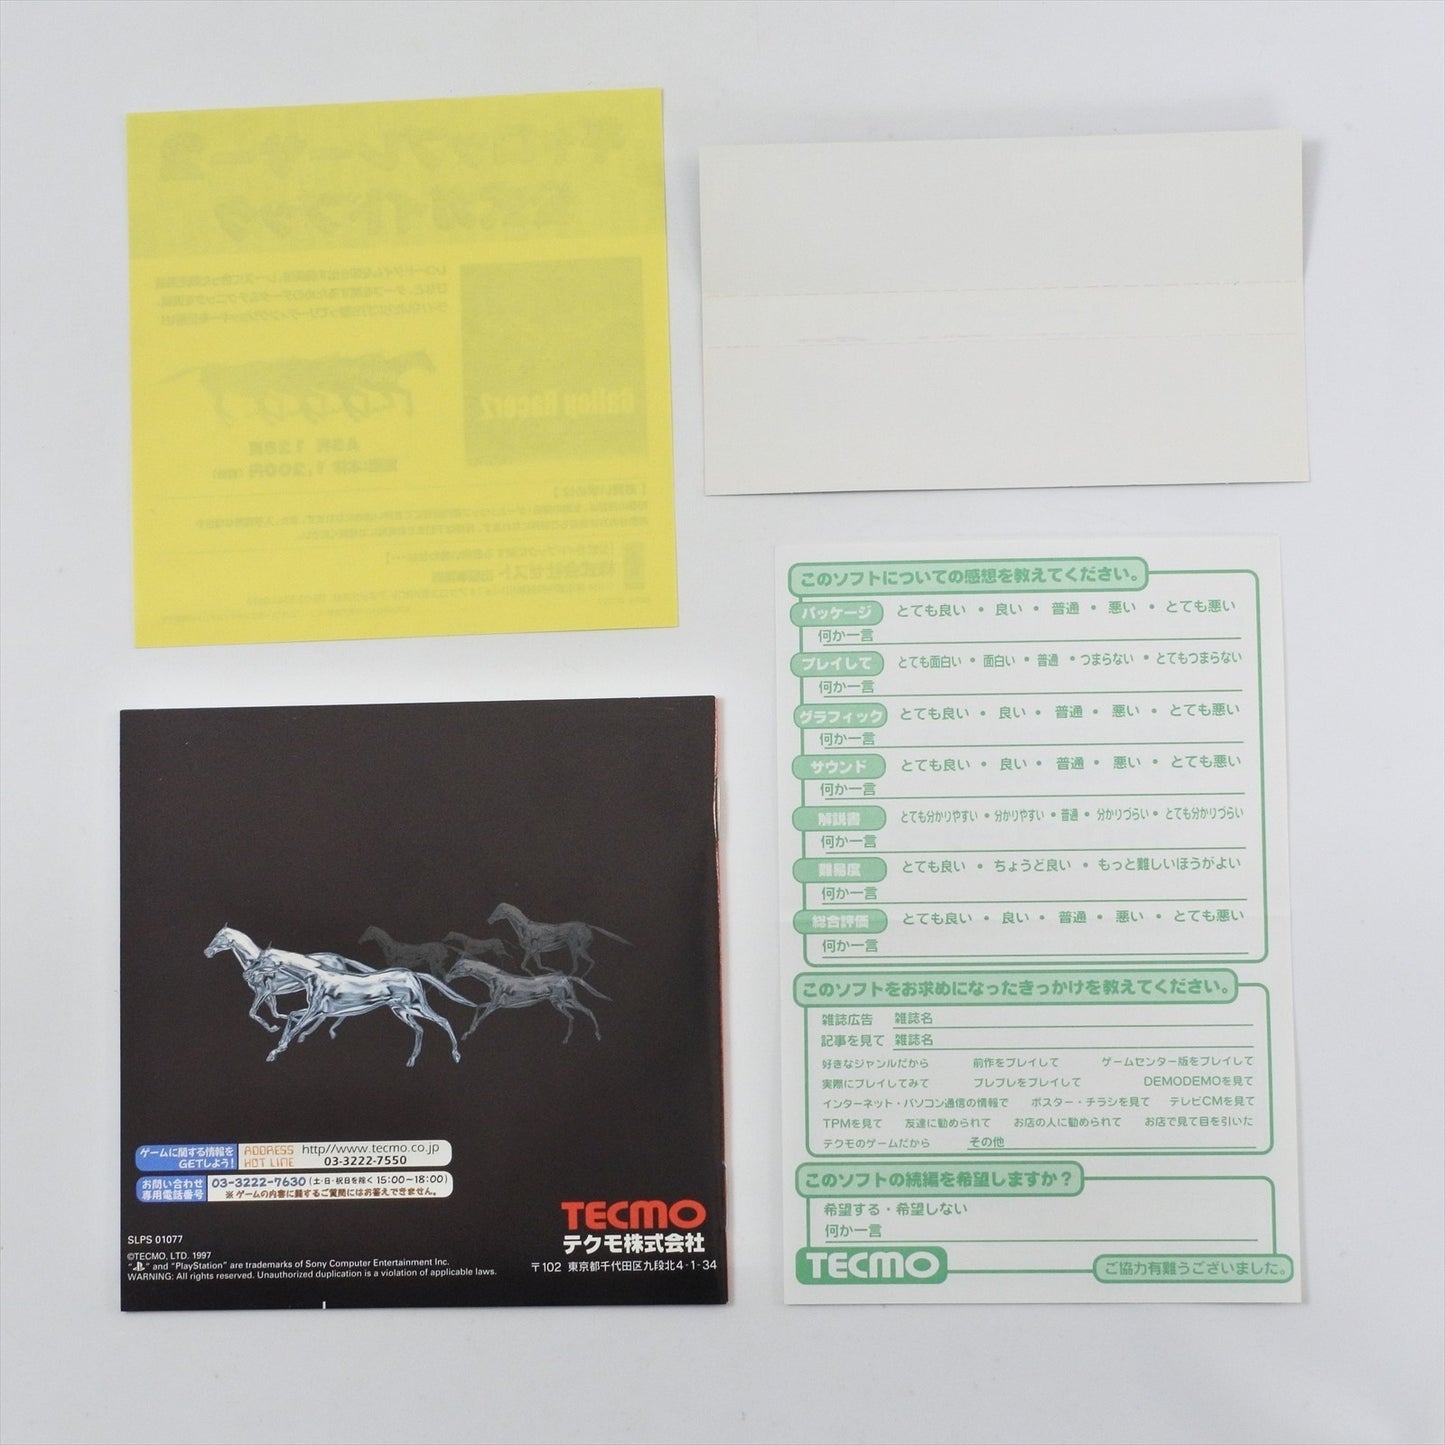 このソフトについての感想を教えてください。
パッケージ とても良い • 良い • 普通 • 悪い • とても悪い
何か一言
プレイして とても面白い • 面白い • 普通 • つまらない • とてもつまらない
何か一言
グラフィック とても良い • 良い • 普通 • 悪い • とても悪い
何か一言
サウンド とても良い • 良い • 普通 • 悪い • とても悪い
何か一言
解説書 とても分かりやすい • 分かりやすい • 普通 • 分かりづらい • とても分かりづらい
何か一言
難易度 とても良い • ちょうど良い • もっと難しいほうがよい
何か一言
総合評価 とても良い • 良い • 普通 • 悪い • とても悪い
何か一言
このソフトをお求めになったきっかけを教えてください。
雑誌広告 雑誌名
記事を見て 雑誌名
好きなジャンルだから 前作をプレイして ゲームセンター版をプレイして
実際にプレイしてみて プレプレをプレイして DEMODEMOを見て
インターネット・パソコン通信の情報で ポスター・チラシを見て テレビCMを見て
TPMを見て 友達に勧められて お店の人に勧められて お店で見て目を引いた
テクモのゲームだから その他
このソフトの続編を希望しますか？
希望する・希望しない
何か一言
TECMO ご協力有難うございました。
ゲームに関する情報を
GETしよう！
ADDRESS http//www.tecmo.co.jp
HOT LINE 03-3222-7550
お問い合わせ
専用電話番号
03-3222-7630 (土・日・祝日を除く 15:00−18:00)
※ ゲームの内容に関するご質問にはお答えできません。
TECMO
テクモ株式会社
〒102 東京都千代田区九段北4-1-34
SLPS 01077
©TECMO, LTD. 1997
" " and "PlayStation" are trademarks of Sony Computer Entertainment Inc.
WARNING: All rights reserved. Unauthorized duplication is a violation of applicable laws.
ギャロップレーサー2
公式ガイドブック
Gallop Racer2